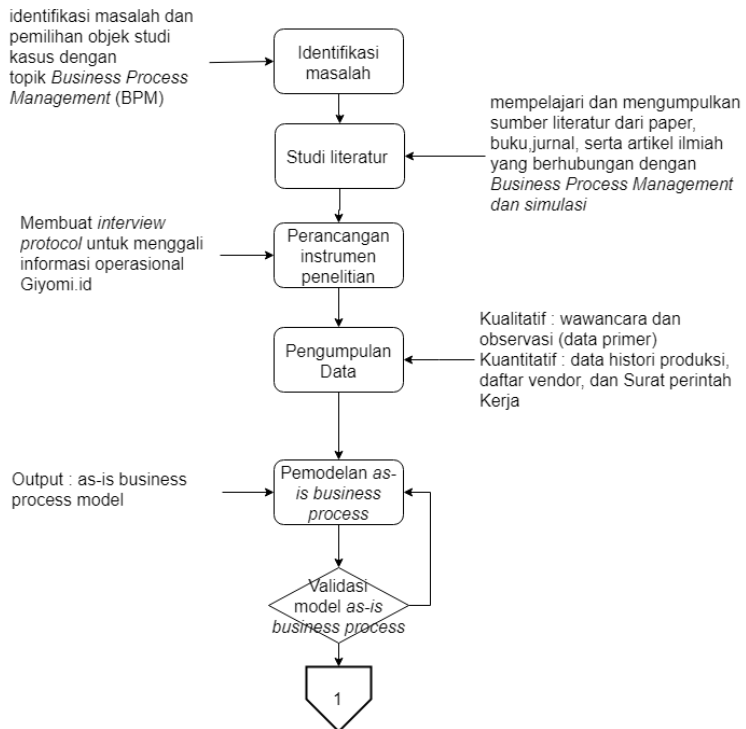 identifikasi masalah dan
pemilihan objek studi
kasus dengan
topik Business Process
Management (BPM)
Identifikasi
masalah
mempelajari dan mengumpulkan
sumber literatur dari paper,
buku,jurnal, serta artikel ilmiah
yang berhubungan dengan
Business Process Management
dan simulasi
Studi literatur
Membuat interview
protocol untuk menggali
informasi operasional
Giyomi.id
Perancangan
instrumen
penelitian
Kualitatif : wawancara dan
observasi (data primer)
Kuantitatif : data histori produksi,
daftar vendor, dan Surat perintah
Kerja
Pengumpulan
Data
Output : as-is business
process model
Pemodelan as-
is business
process
Validasi
model as-is
business process
1